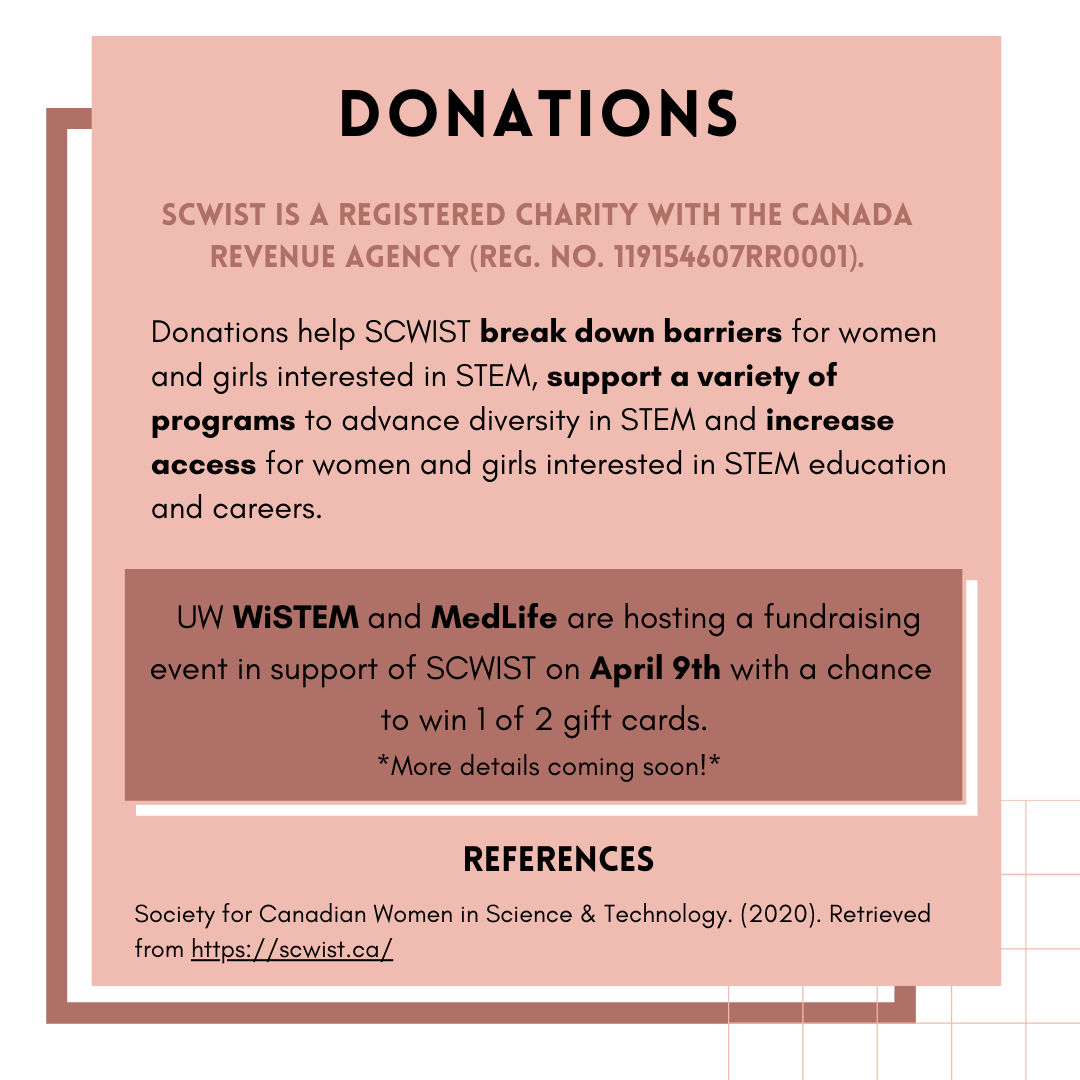 DONATIONS
SCWIST IS A REGISTERED CHARITY WITH THE CANADA
REVENUE AGENCY (REG. NO. 119154607RR0001).
Donations help SCWIST break down barriers for women
and girls interested in STEM, support a variety of
programs to advance diversity in STEM and increase
access for women and girls interested in STEM education
and careers.
UW WiSTEM and MedLife are hosting a fundraising
event in support of SCWIST on April 9th with a chance
to win 1 of 2 gift cards.
*More details coming soon!*
REFERENCES
Society for Canadian Women in Science & Technology. (2020). Retrieved
from https://scwist.ca/